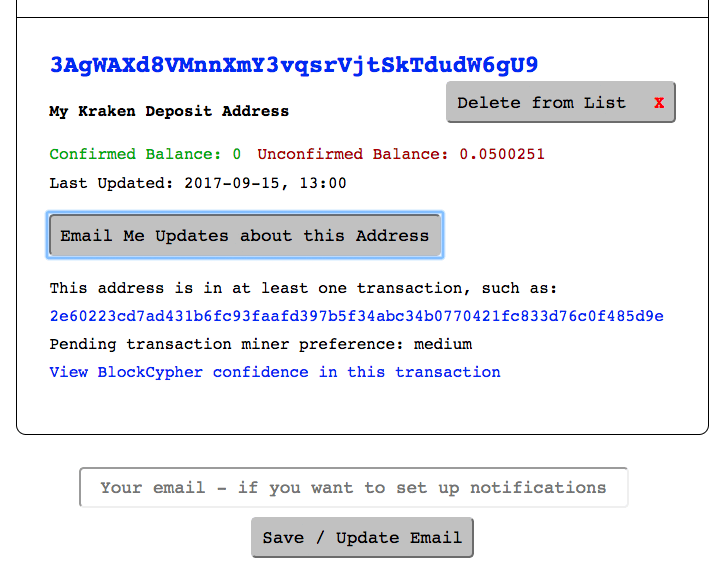 3AgWAXd8VMnnXmY3vqsrVjtSkTdudW6gU9
Delete from List X
My Kraken Deposit Address
Confirmed Balance: 0 Unconfirmed Balance: 0.0500251
Last Updated: 2017-09-15, 13:00
Email Me Updates about this Address
This address is in at least one transaction, such as:
2e60223cd7ad431b6fc93faafd397b5f34abc34b0770421fc833d76c0f485d9e
Pending transaction miner preference: medium
View BlockCypher confidence in this transaction
Your email - if you want to set up notifications
Save / Update Email